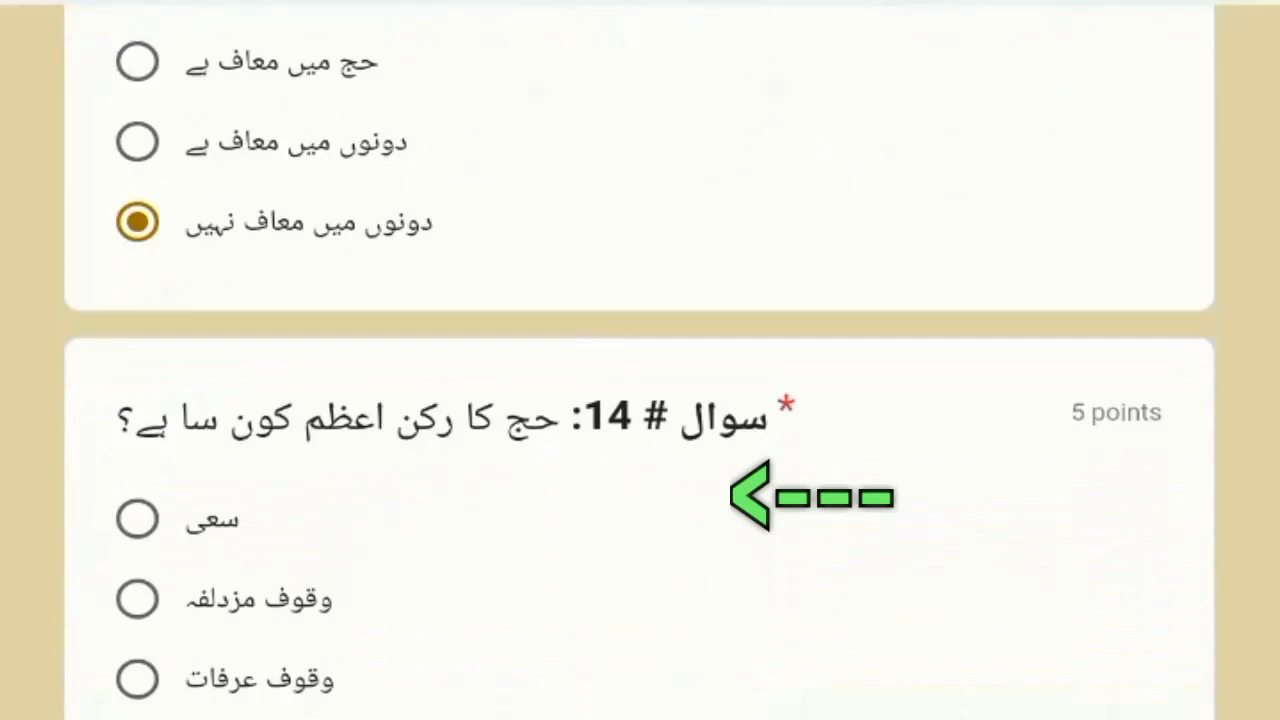 حج میں معاف ہے
دونوں میں معاف ہے
دونوں میں معاف نہیں
سوال # 14: حج کا رکن اعظم کون سا ہے؟ *
5 points
سعی
وقوف مزدلفہ
وقوف عرفات